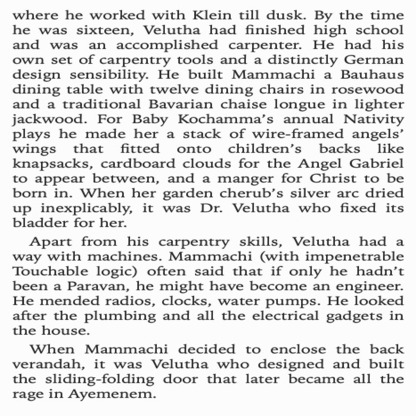 where he worked with Klein till dusk. By the time
he was sixteen, Velutha had finished high school
and was an accomplished carpenter. He had his
own set of carpentry tools and a distinctly German
design sensibility. He built Mammachi a Bauhaus
dining table with twelve dining chairs in rosewood
and a traditional Bavarian chaise longue in lighter
jackwood. For Baby Kochamma's annual Nativity
plays he made her a stack of wire-framed angels'
wings that fitted onto children's backs like
knapsacks, cardboard clouds for the Angel Gabriel
to appear between, and a manger for Christ to be
born in. When her garden cherub's silver arc dried
up inexplicably, it was Dr. Velutha who fixed its
bladder for her.
Apart from his carpentry skills, Velutha had a
way with machines. Mammachi (with impenetrable
Touchable logic) often said that if only he hadn't
been a Paravan, he might have become an engineer.
He mended radios, clocks, water pumps. He looked
after the plumbing and all the electrical gadgets in
the house.
When Mammachi decided to enclose the back
verandah, it was Velutha who designed and built
the sliding-folding door that later became all the
rage in Ayemenem.